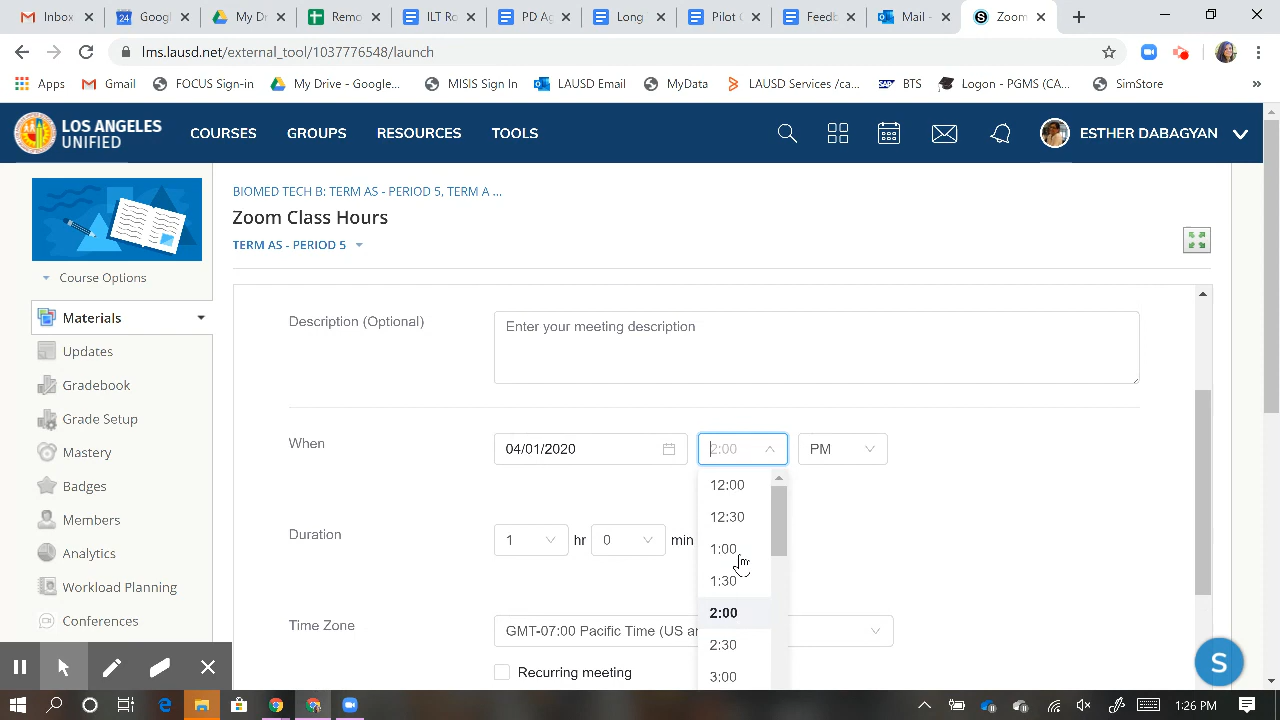 Inbox
Googl
My Dr
Remo
ILT Ro
PD Ag
Long
Pilot
Feedb
Mail -
Zoom
lms.lausd.net/external_tool/1037776548/launch
Apps
Gmail
FOCUS Sign-in
My Drive - Google...
MISIS Sign In
LAUSD Email
MyData
LAUSD Services /ca...
BTS
Logon - PGMS (CA...
SimStore
»
LOS ANGELES
UNIFIED
COURSES
GROUPS
RESOURCES
TOOLS
ESTHER DABAGYAN
BIOMED TECH B: TERM AS - PERIOD 5, TERM A ...
Zoom Class Hours
TERM AS - PERIOD 5
Course Options
Materials
Updates
Gradebook
Grade Setup
Mastery
Badges
Members
Analytics
Workload Planning
Conferences
Description (Optional)
Enter your meeting description
When
04/01/2020
2:00
PM
12:00
12:30
1:00
1:30
2:00
2:30
3:00
Duration
1
hr
0
min
Time Zone
GMT-07:00 Pacific Time (US an
Recurring meeting
S
1:26 PM